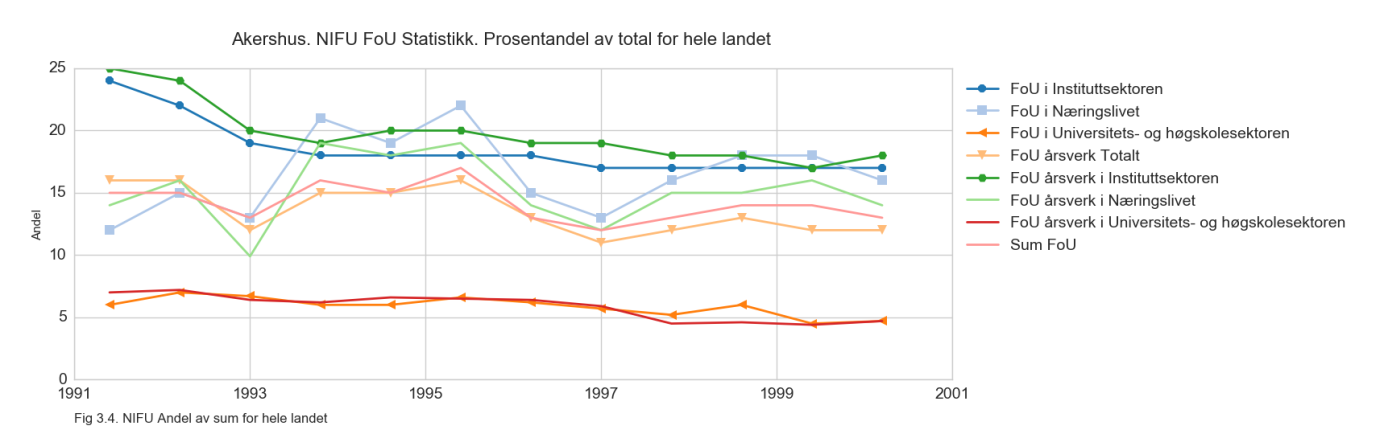 Akershus. NIFU FoU Statistikk. Prosentandel av total for hele landet
25
20
15
10
5
0
Andel
1991
1993
1995
1997
1999
2001
FoU i Instituttsektoren
FoU i Næringslivet
FoU i Universitets- og høgskolesektoren
FoU årsverk Totalt
FoU årsverk i Instituttsektoren
FoU årsverk i Næringslivet
FoU årsverk i Universitets- og høgskolesektoren
Sum FoU
Fig 3.4. NIFU Andel av sum for hele landet